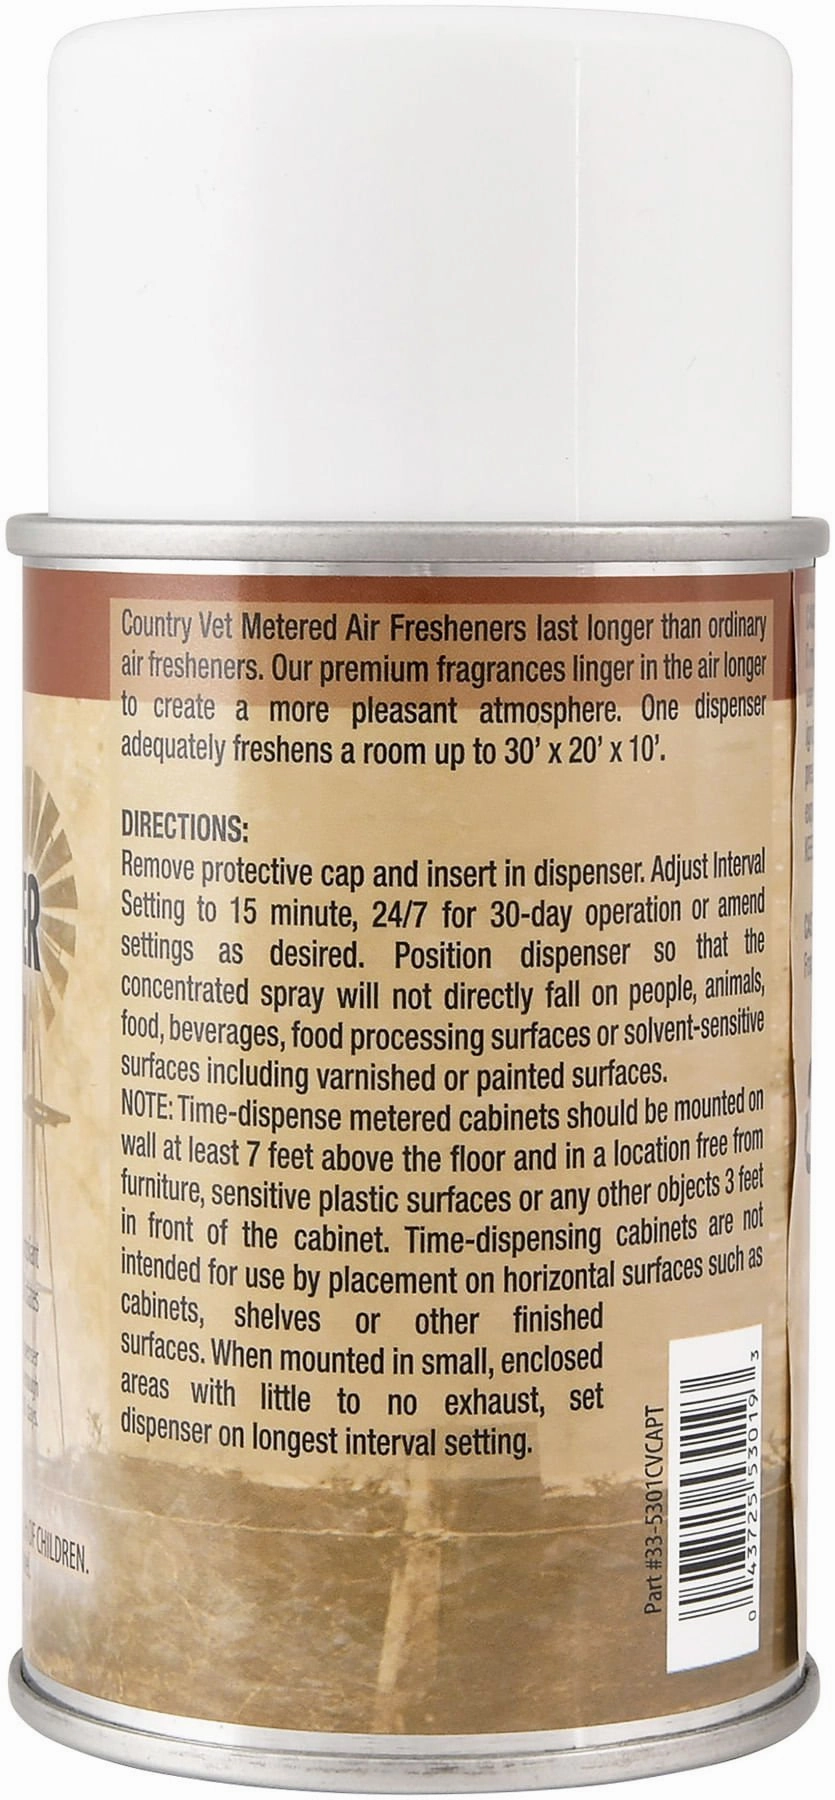 Country Vet Metered Air Fresheners last longer than ordinary
air fresheners. Our premium fragrances linger in the air longer
to create a more pleasant atmosphere. One dispenser
adequately freshens a room up to 30' x 20' x 10'.
DIRECTIONS:
Remove protective cap and insert in dispenser. Adjust Interval
Setting to 15 minute, 24/7 for 30-day operation or amend
settings as desired. Position dispenser so that the
concentrated spray will not directly fall on people, animals,
food, beverages, food processing surfaces or solvent-sensitive
surfaces including varnished or painted surfaces.
NOTE: Time-dispense metered cabinets should be mounted on
wall at least 7 feet above the floor and in a location free from
furniture, sensitive plastic surfaces or any other objects 3 feet
in front of the cabinet. Time-dispensing cabinets are not
intended for use by placement on horizontal surfaces such as
cabinets, shelves or other finished
surfaces. When mounted in small, enclosed
areas with little to no exhaust, set
dispenser on longest interval setting.
Part #33-5301CVCAPT
0 43725 53019 3
ER
OF CHILDREN.